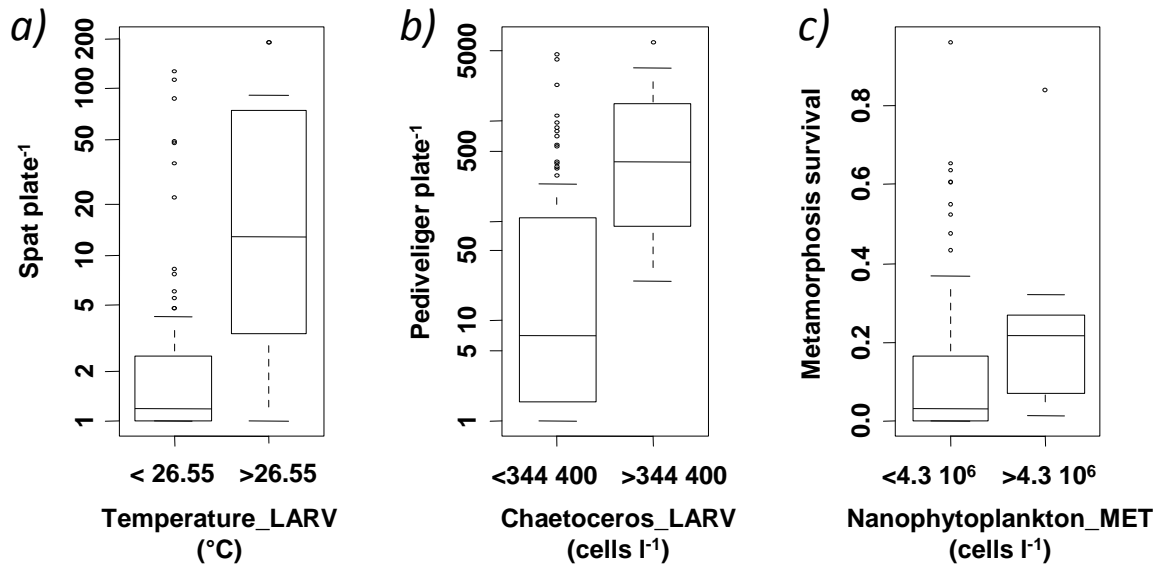 a)
Spat plate-1
200
100
50
20
10
5
2
1
< 26.55 >26.55
Temperature_LARV
(°C)
b)
Pediveliger plate-1
5000
500
50
10
5
1
<344 400 >344 400
Chaetoceros_LARV
(cells l-1)
c)
Metamorphosis survival
0.8
0.6
0.4
0.2
0.0
<4.3 10⁶ >4.3 10⁶
Nanophytoplankton_MET
(cells l-1)